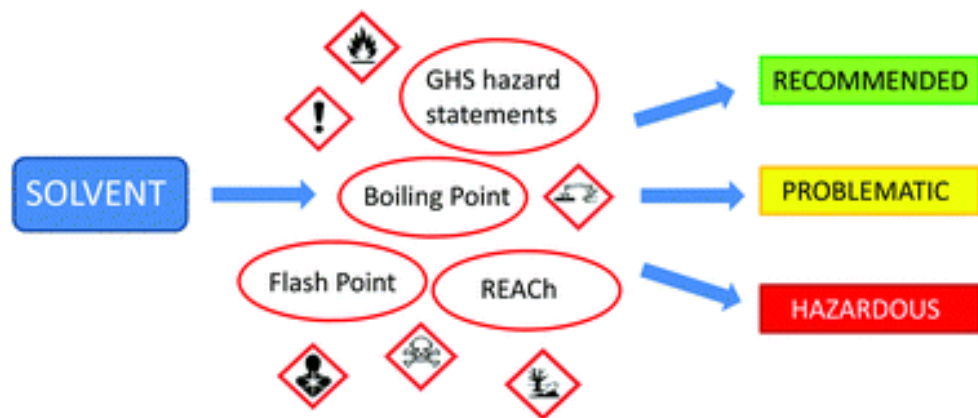 GHS hazard
statements
RECOMMENDED
SOLVENT
Boiling Point
PROBLEMATIC
Flash Point
REACh
HAZARDOUS